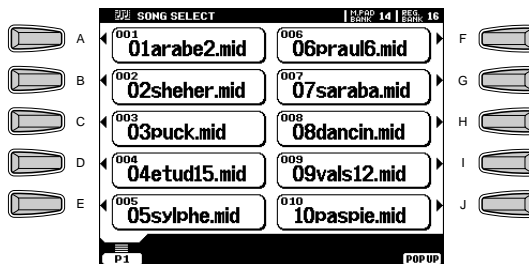 SONG SELECT M.PAD BANK 14 REG. BANK 16
A 001 01arabe2.mid 006 06praul6.mid F
B 002 02sheher.mid 007 07saraba.mid G
C 003 03puck.mid 008 08dancin.mid H
D 004 04etud15.mid 009 09vals12.mid I
E 005 05sylphe.mid 010 10paspie.mid J
P1 POP UP